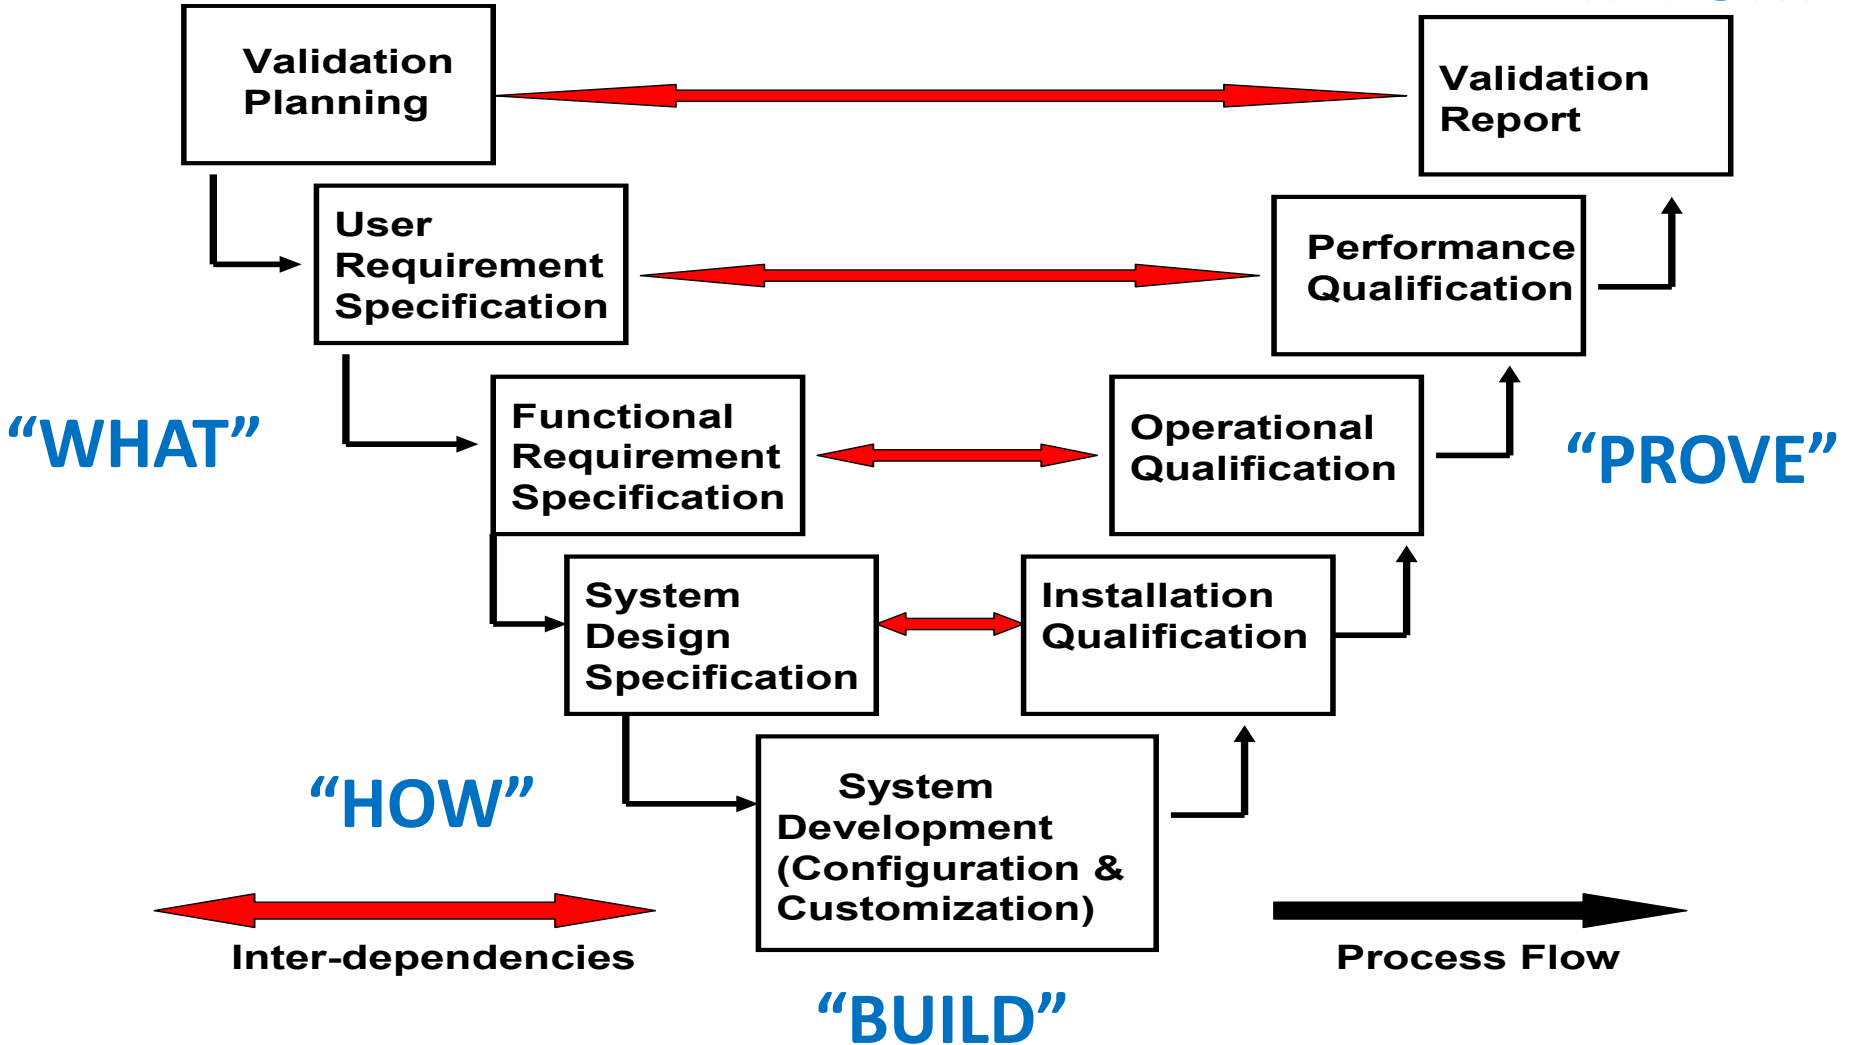 Validation
Planning
Validation
Report
User
Requirement
Specification
Performance
Qualification
“WHAT”
Functional
Requirement
Specification
Operational
Qualification
“PROVE”
System
Design
Specification
Installation
Qualification
“HOW”
System
Development
(Configuration &
Customization)
Inter-dependencies
Process Flow
“BUILD”